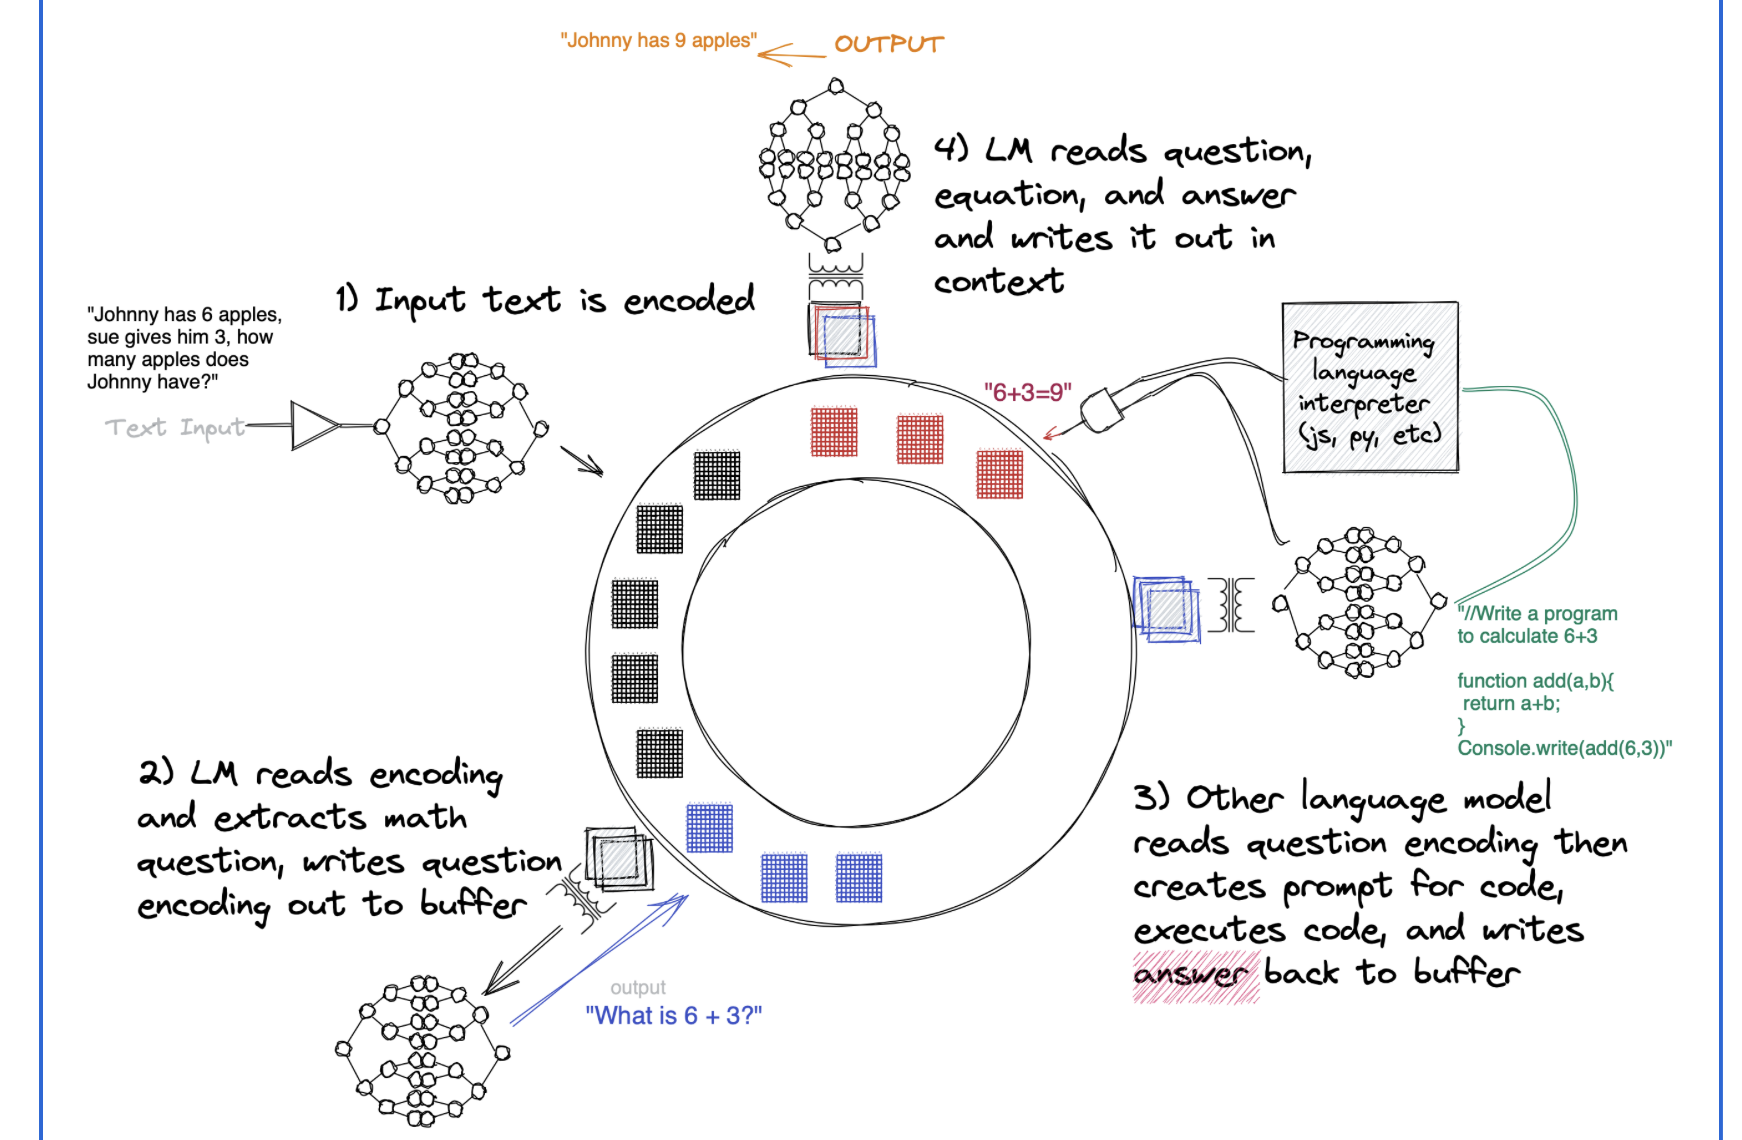 "Johnny has 9 apples"
OUTPUT
4) LM reads question,
equation, and answer
and writes it out in
context
1) Input text is encoded
"Johnny has 6 apples,
sue gives him 3, how
many apples does
Johnny have?"
Text Input
"6+3=9"
Programming
language
interpreter
(js, py, etc)
"//Write a program
to calculate 6+3
function add(a,b){
return a+b;
}
Console.write(add(6,3))"
2) LM reads encoding
and extracts math
question, writes question
encoding out to buffer
output
"What is 6 + 3?"
3) Other language model
reads question encoding then
creates prompt for code,
executes code, and writes
answer back to buffer